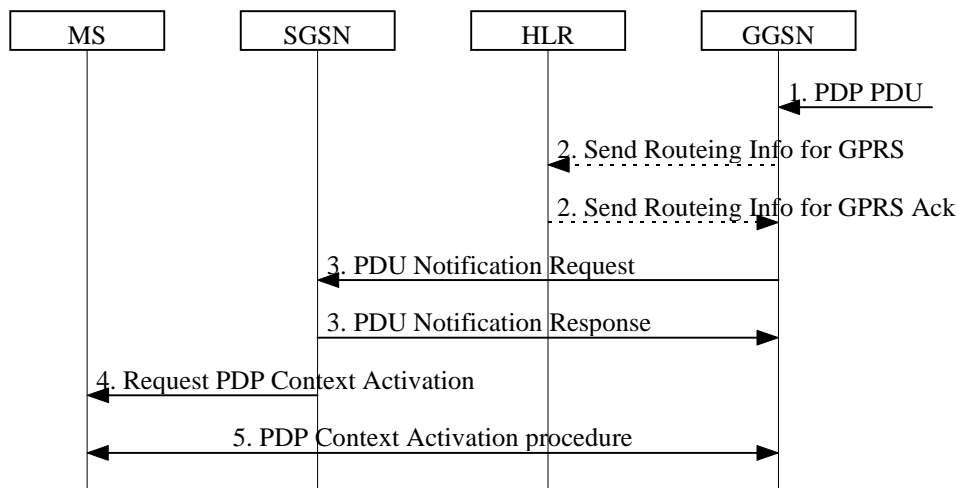 MS
SGSN
HLR
GGSN
1. PDP PDU
2. Send Routeing Info for GPRS
2. Send Routeing Info for GPRS Ack
3. PDU Notification Request
3. PDU Notification Response
4. Request PDP Context Activation
5. PDP Context Activation procedure